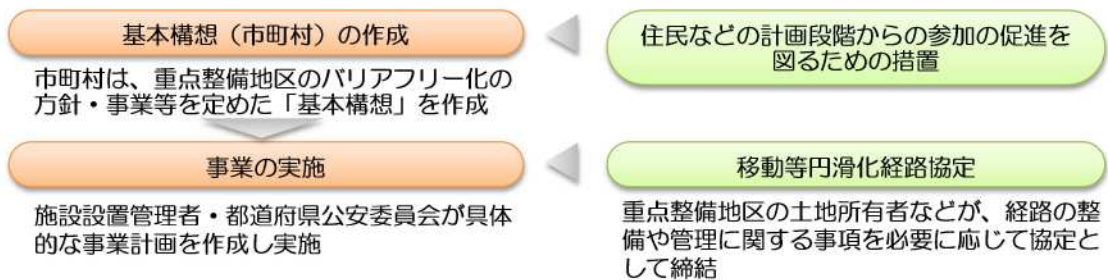 基本構想（市町村）の作成
市町村は、重点整備地区のバリアフリー化の
方針・事業等を定めた「基本構想」を作成
住民などの計画段階からの参加の促進を
図るための措置
事業の実施
施設設置管理者・都道府県公安委員会が具体
的な事業計画を作成し実施
移動等円滑化経路協定
重点整備地区の土地所有者などが、経路の整
備や管理に関する事項を必要に応じて協定と
して締結